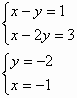 x - y = 1
x - 2y = 3
y = -2
x = -1